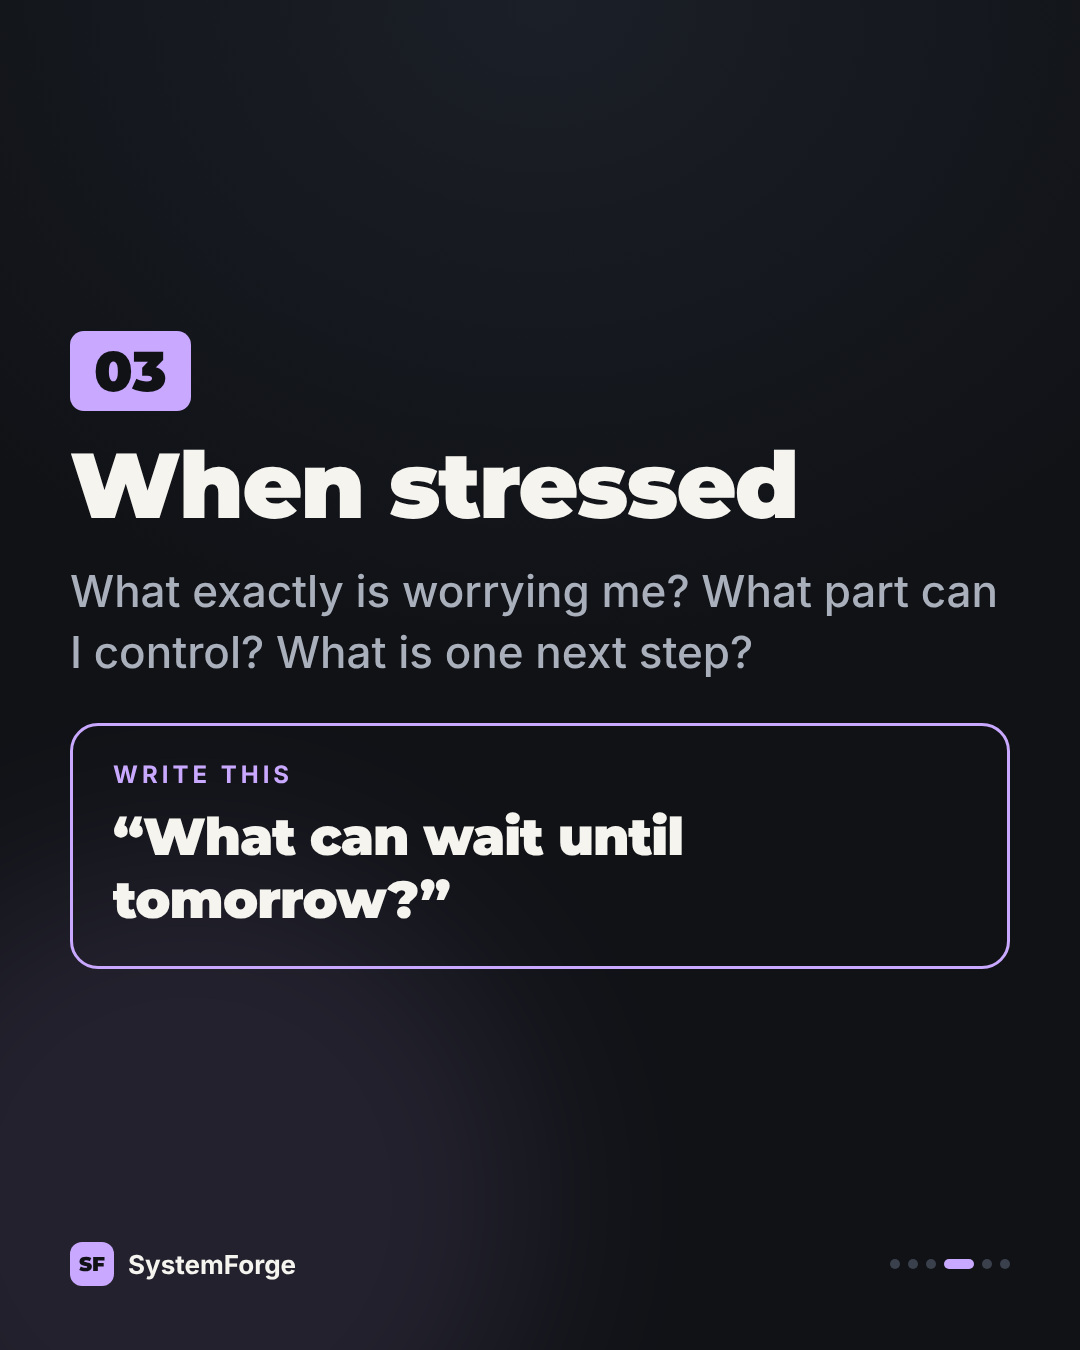 03
When stressed
What exactly is worrying me? What part can
I control? What is one next step?
WRITE THIS
“What can wait until
tomorrow?”
SF SystemForge